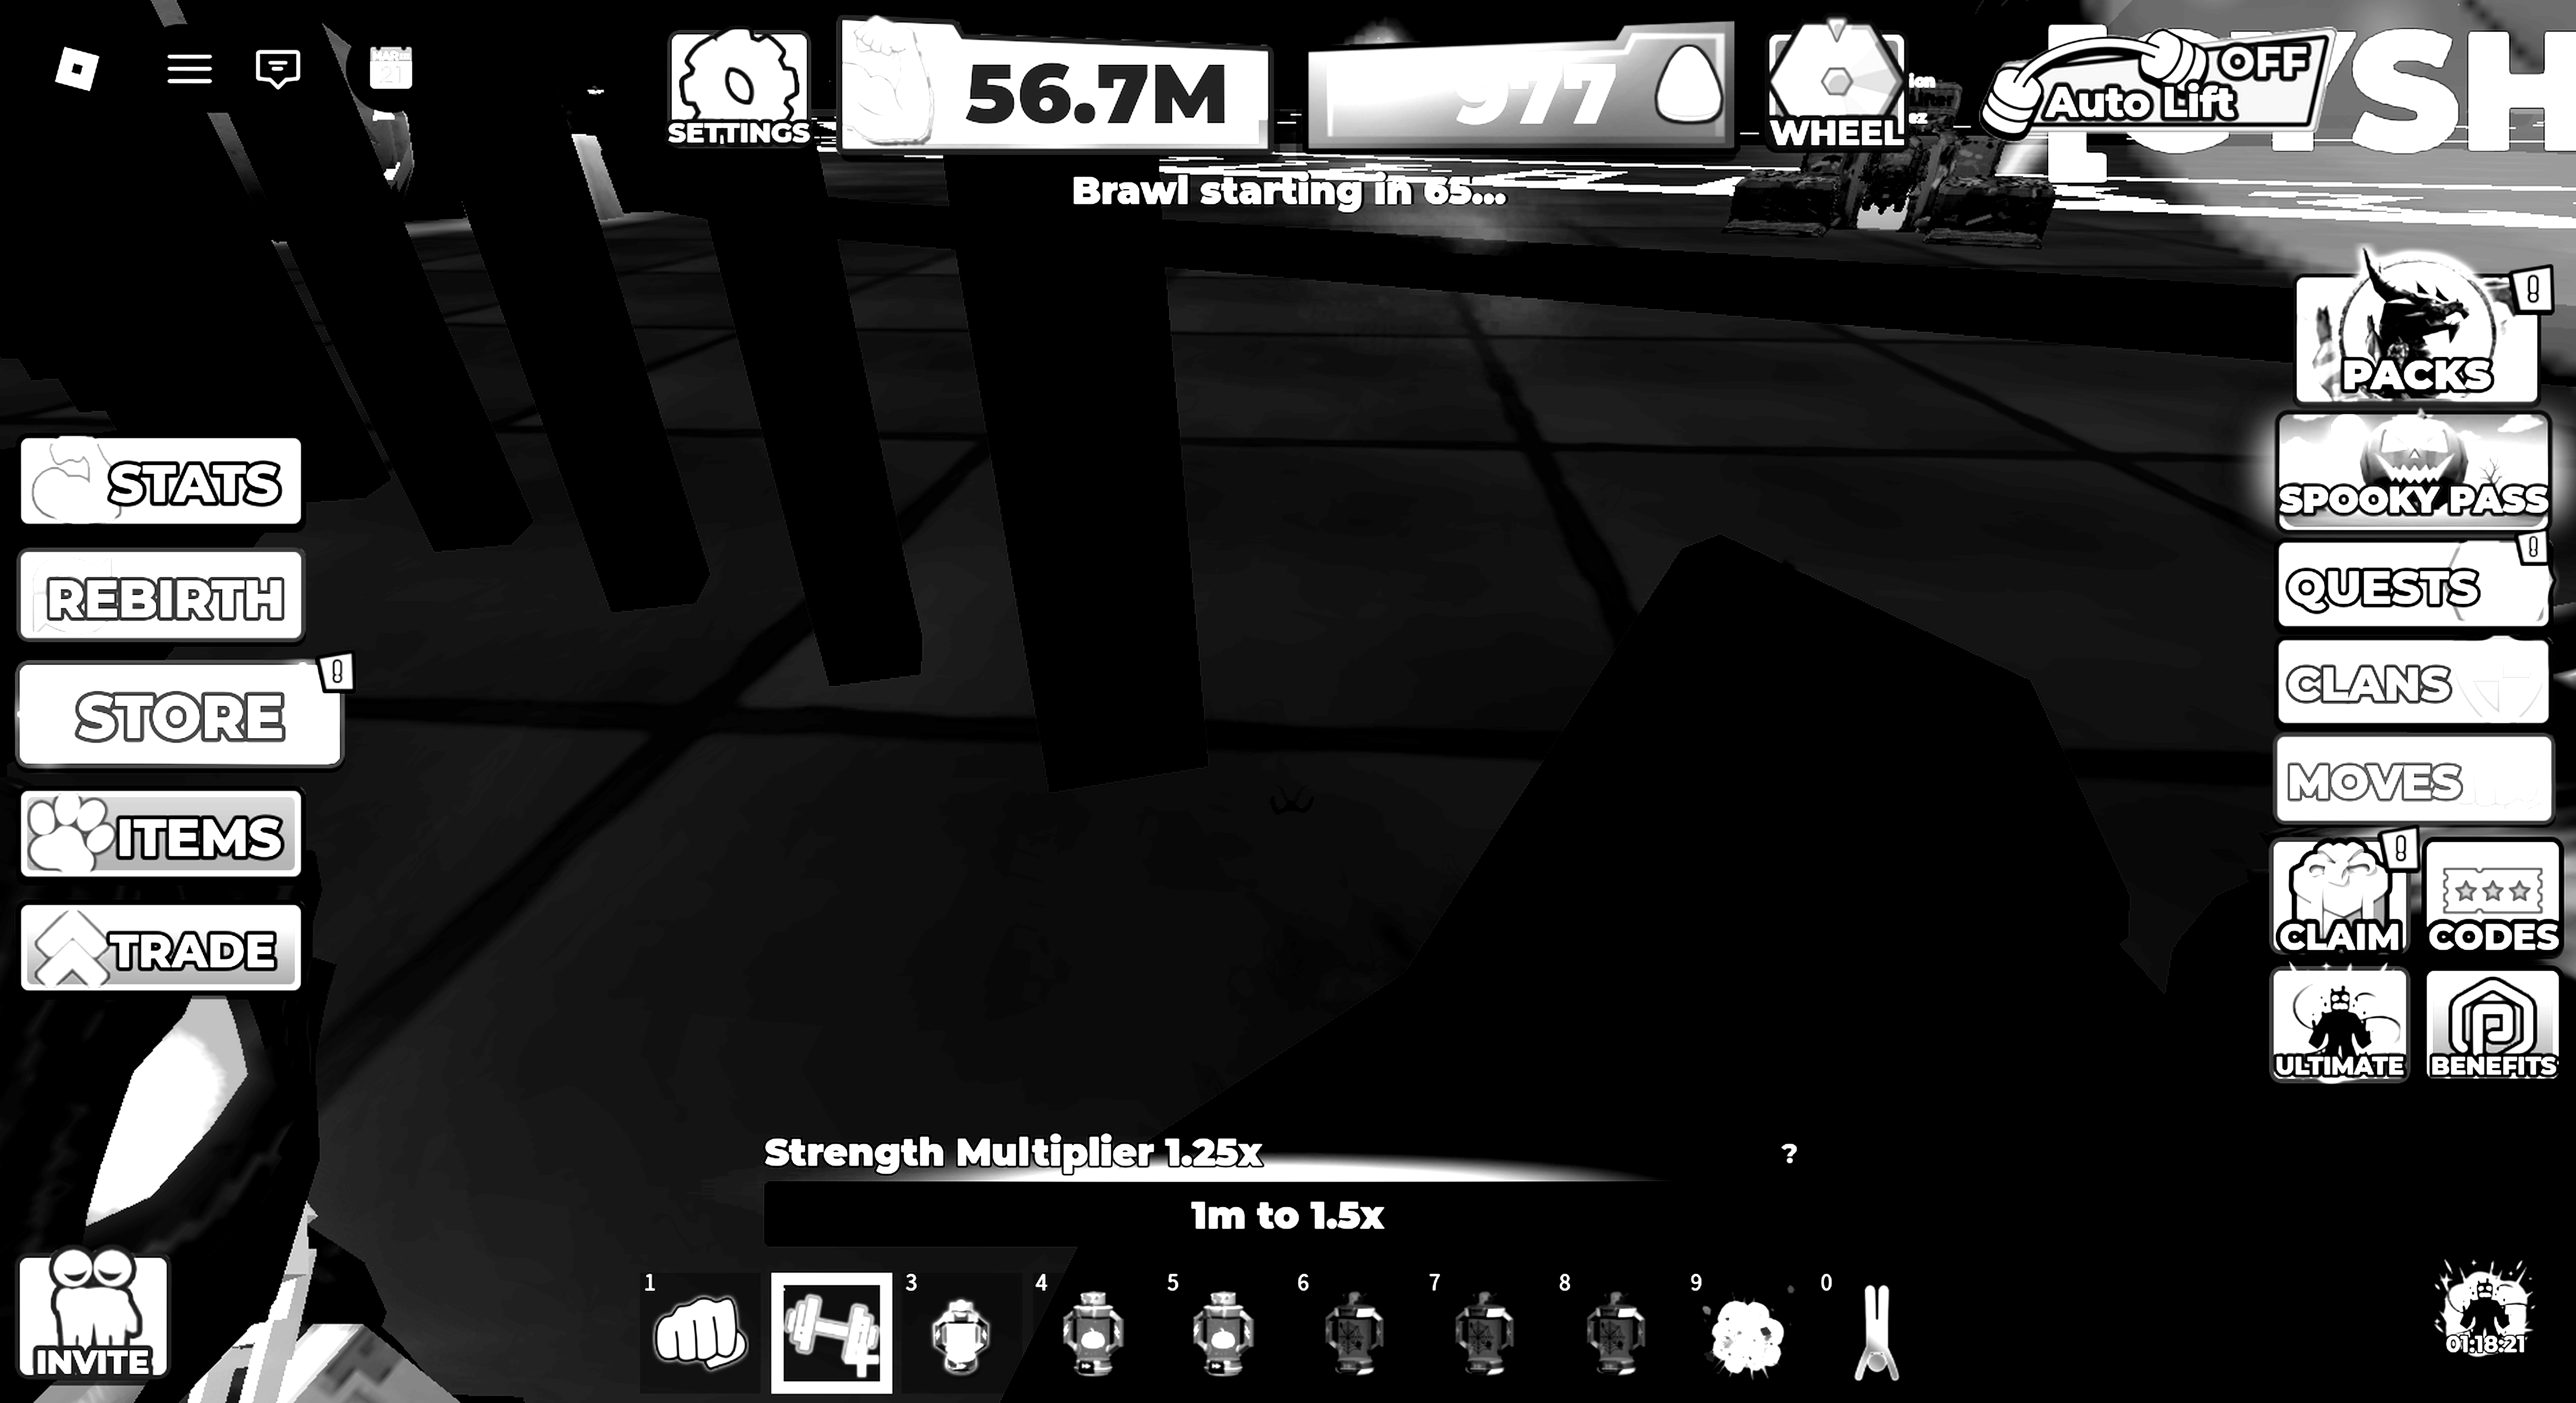 SETTINGS
56.7M
977
WHEEL
OFF
Auto Lift
Brawl starting in 65...
STATS
REBIRTH
STORE
ITEMS
TRADE
INVITE
PACKS
SPOOKY PASS
QUESTS
CLANS
MOVES
CLAIM
CODES
ULTIMATE
BENEFITS
Strength Multiplier 1.25x
?
1m to 1.5x
1
3
4
5
6
7
8
9
0
01:18:21